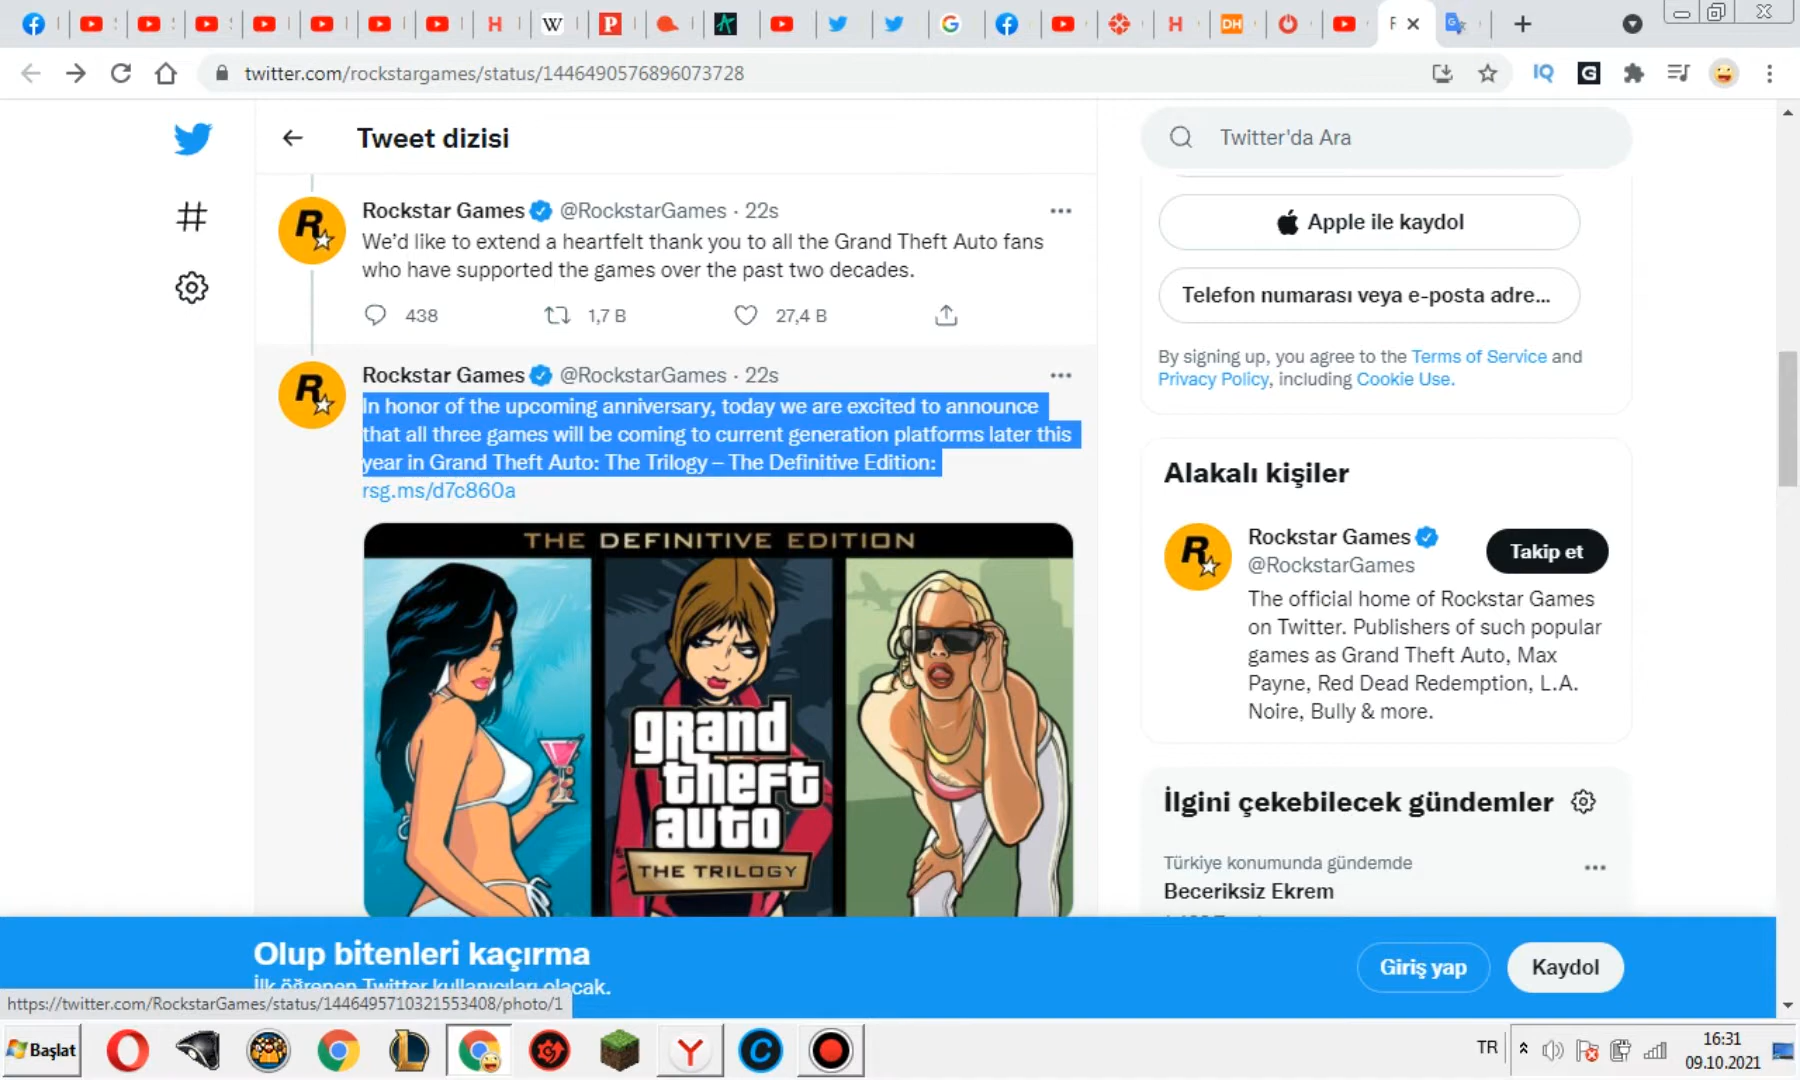 twitter.com/rockstargames/status/1446490576896073728
Tweet dizisi
Twitter'da Ara
Rockstar Games @RockstarGames · 22s
We'd like to extend a heartfelt thank you to all the Grand Theft Auto fans
who have supported the games over the past two decades.
438 1,7 B 27,4 B
Rockstar Games @RockstarGames · 22s
In honor of the upcoming anniversary, today we are excited to announce
that all three games will be coming to current generation platforms later this
year in Grand Theft Auto: The Trilogy – The Definitive Edition:
rsg.ms/d7c860a
THE DEFINITIVE EDITION
grand
theft
auto
THE TRILOGY
Apple ile kaydol
Telefon numarası veya e-posta adre...
By signing up, you agree to the Terms of Service and
Privacy Policy, including Cookie Use.
Alakalı kişiler
Rockstar Games
@RockstarGames
Takip et
The official home of Rockstar Games
on Twitter. Publishers of such popular
games as Grand Theft Auto, Max
Payne, Red Dead Redemption, L.A.
Noire, Bully & more.
İlgini çekebilecek gündemler
Türkiye konumunda gündemde
Beceriksiz Ekrem
Olup bitenleri kaçırma
İlk öğrenen Twitter kullanıcıları olacak.
Giriş yap
Kaydol
https://twitter.com/RockstarGames/status/1446495710321553408/photo/1
Başlat
TR
16:31
09.10.2021